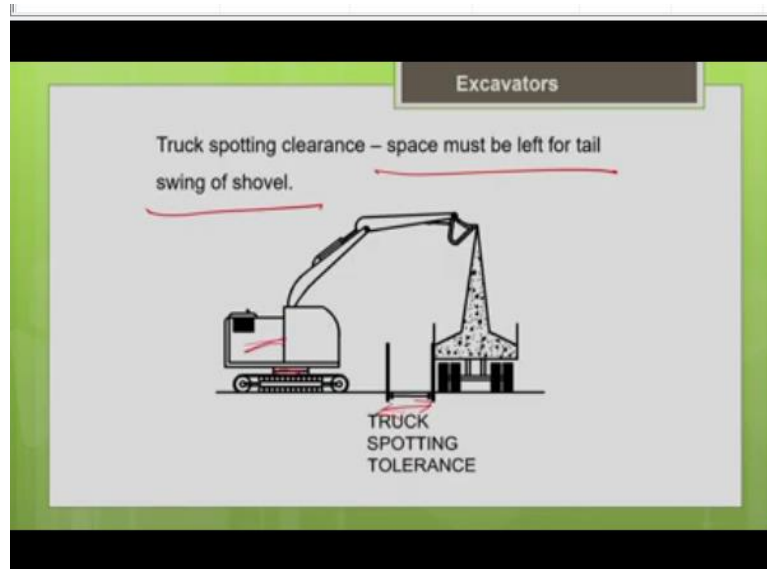 Excavators
Truck spotting clearance – space must be left for tail
swing of shovel.
TRUCK
SPOTTING
TOLERANCE